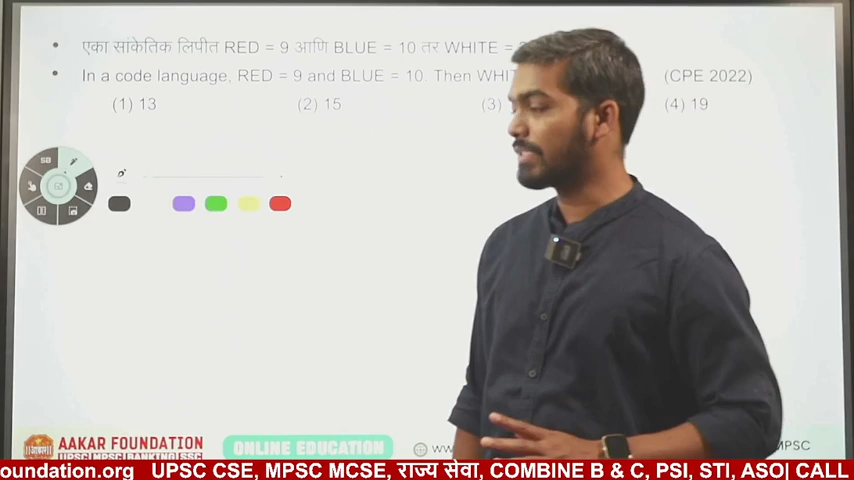 • एका सांकेतिक लिपीत RED = 9 आणि BLUE = 10 तर WHITE =
• In a code language, RED = 9 and BLUE = 10. Then (CPE 2022)
(1) 13 (2) 15 (3) (4) 19
SB
AAKAR FOUNDATION
UPSC|MPSC|BANKING|SSC
ONLINE EDUCATION
oundation.org UPSC CSE, MPSC MCSE, राज्य सेवा, COMBINE B & C, PSI, STI, ASO| CALL